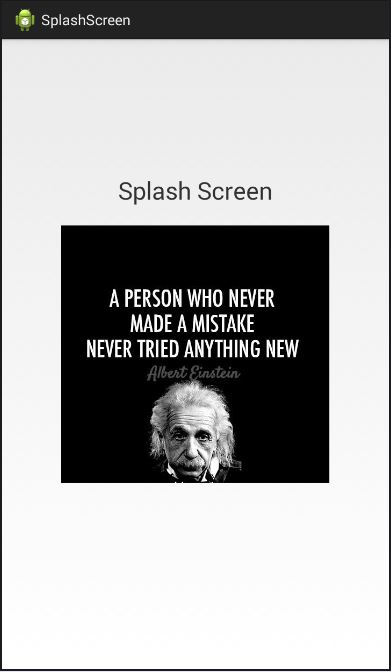 SplashScreen
Splash Screen
A PERSON WHO NEVER
MADE A MISTAKE
NEVER TRIED ANYTHING NEW
Albert Einstein